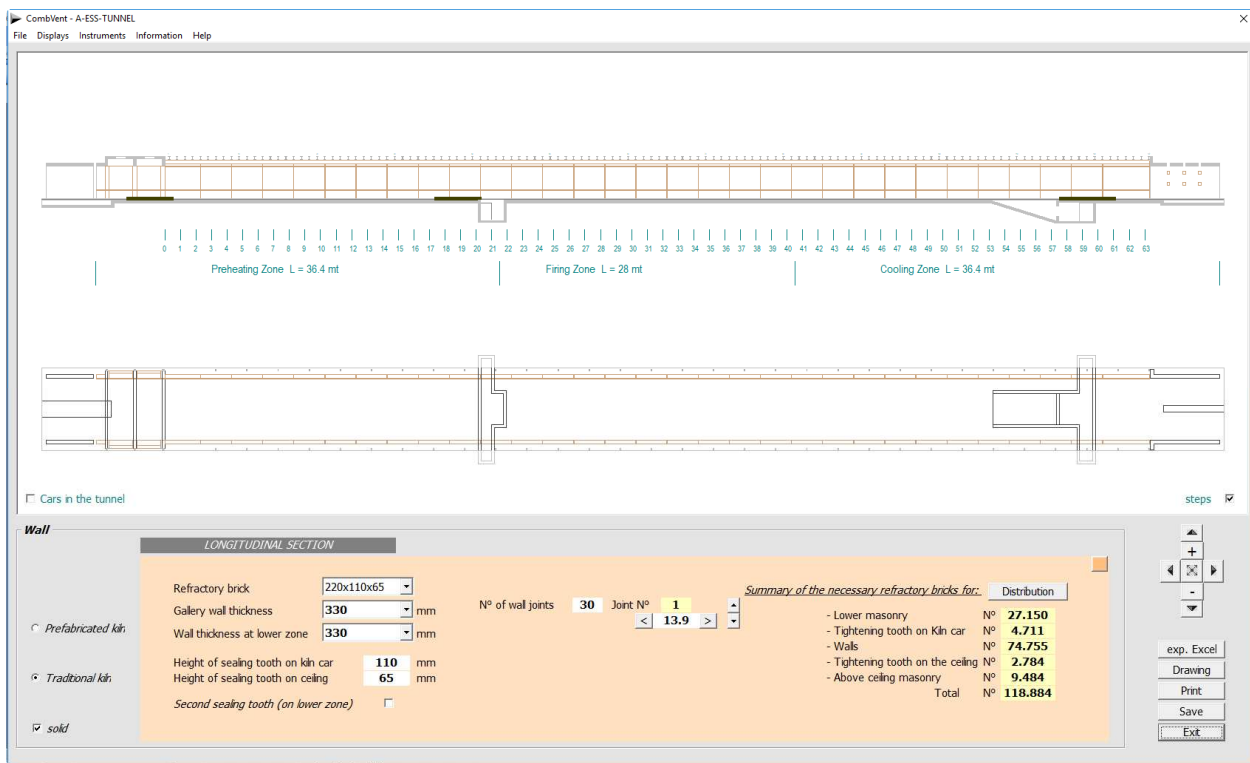 CombVent - A-ESS-TUNNEL
File Displays Instruments Information Help
0 1 2 3 4 5 6 7 8 9 10 11 12 13 14 15 16 17 18 19 20 21 22 23 24 25 26 27 28 29 30 31 32 33 34 35 36 37 38 39 40 41 42 43 44 45 46 47 48 49 50 51 52 53 54 55 56 57 58 59 60 61 62 63
Preheating Zone L = 36.4 mt Firing Zone L = 28 mt Cooling Zone L = 36.4 mt
Cars in the tunnel steps
Wall
LONGITUDINAL SECTION
+
-
Prefabricated kiln
Traditional kiln
solid
Refractory brick 220x110x65
Gallery wall thickness 330 mm
Wall thickness at lower zone 330 mm
Height of sealing tooth on kiln car 110 mm
Height of sealing tooth on ceiling 65 mm
Second sealing tooth (on lower zone)
Nº of wall joints 30 Joint Nº 1
< 13.9 >
Summary of the necessary refractory bricks for: Distribution
- Lower masonry Nº 27.150
- Tightening tooth on Kiln car Nº 4.711
- Walls Nº 74.755
- Tightening tooth on the ceiling Nº 2.784
- Above ceiling masonry Nº 9.484
Total Nº 118.884
exp. Excel
Drawing
Print
Save
Exit